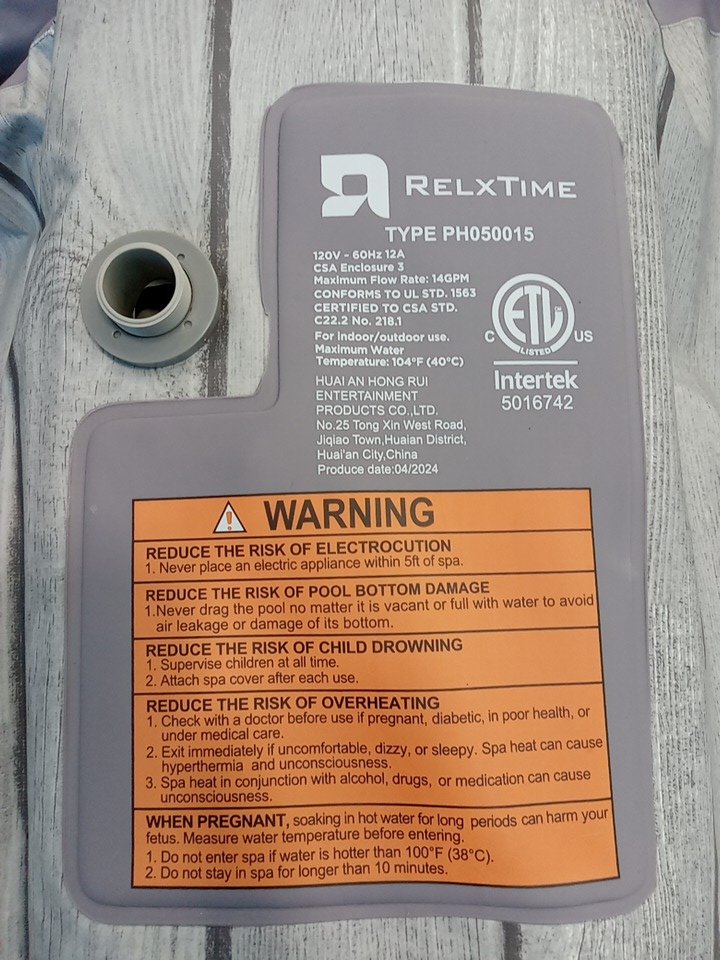 RELXTIME
TYPE PH050015
120V ~ 60Hz 12A
CSA Enclosure 3
Maximum Flow Rate: 14GPM
CONFORMS TO UL STD. 1563
CERTIFIED TO CSA STD.
C22.2 No. 218.1
For indoor/outdoor use.
Maximum Water
Temperature: 104°F (40°C)
HUAI AN HONG RUI
ENTERTAINMENT
PRODUCTS CO.,LTD.
No.25 Tong Xin West Road,
Jiqiao Town,Huaian District,
Huai'an City,China
Produce date:04/2024
ETL
C US
LISTED
Intertek
5016742
WARNING
REDUCE THE RISK OF ELECTROCUTION
1. Never place an electric appliance within 5ft of spa.
REDUCE THE RISK OF POOL BOTTOM DAMAGE
1.Never drag the pool no matter it is vacant or full with water to avoid
air leakage or damage of its bottom.
REDUCE THE RISK OF CHILD DROWNING
1. Supervise children at all time.
2. Attach spa cover after each use.
REDUCE THE RISK OF OVERHEATING
1. Check with a doctor before use if pregnant, diabetic, in poor health, or
under medical care.
2. Exit immediately if uncomfortable, dizzy, or sleepy. Spa heat can cause
hyperthermia and unconsciousness.
3. Spa heat in conjunction with alcohol, drugs, or medication can cause
unconsciousness.
WHEN PREGNANT, soaking in hot water for long periods can harm your
fetus. Measure water temperature before entering.
1. Do not enter spa if water is hotter than 100°F (38°C).
2. Do not stay in spa for longer than 10 minutes.